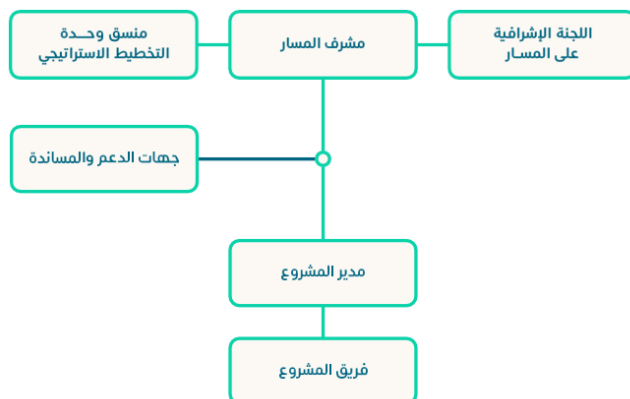 اللجنة الإشرافية
على المسار
مشرف المسار
منسق وحدة
التخطيط الاستراتيجي
جهات الدعم والمساندة
مدير المشروع
فريق المشروع